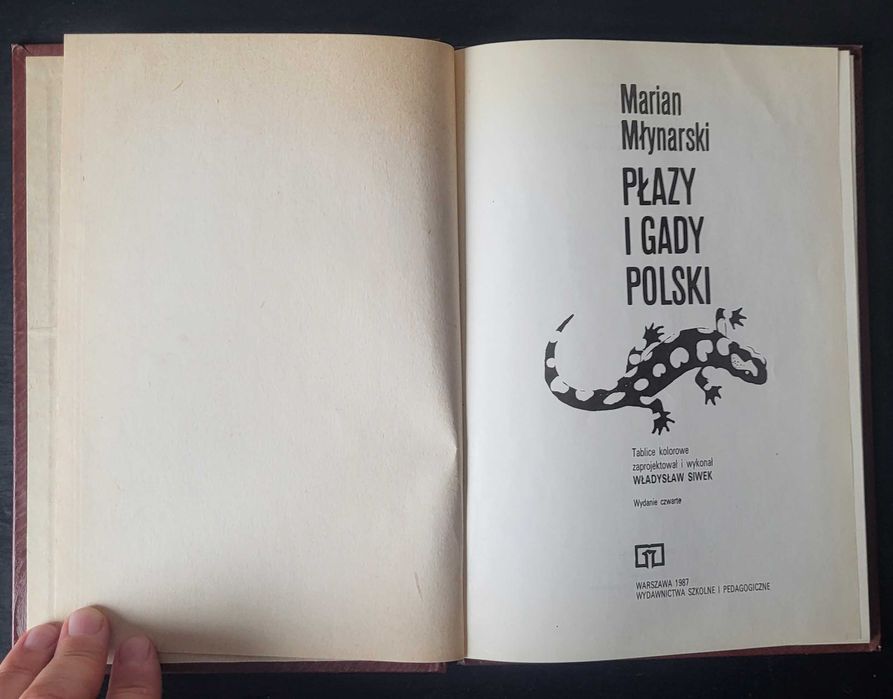 Marian
Młynarski
PŁAZY
I GADY
POLSKI
Tablice kolorowe
zaprojektował i wykonał
WŁADYSŁAW SIWEK
Wydanie czwarte
WARSZAWA 1987
WYDAWNICTWA SZKOLNE I PEDAGOGICZNE